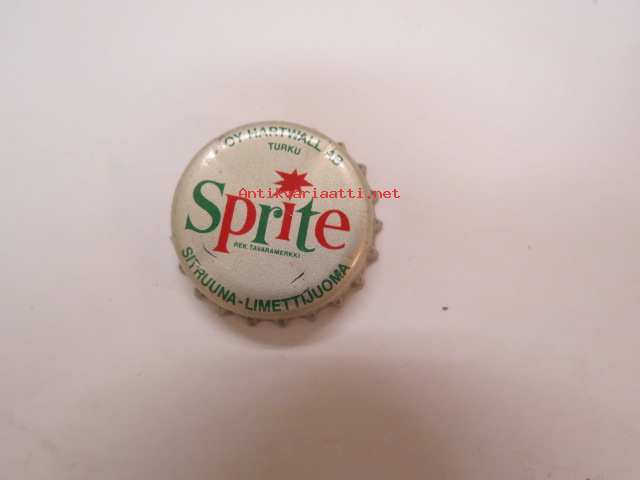 OY HARTWALL AB
TURKU
Antikvariaatti.net
Sprite
REK. TAVARAMERKKI
SITRUUNA-LIMETTIJUOMA